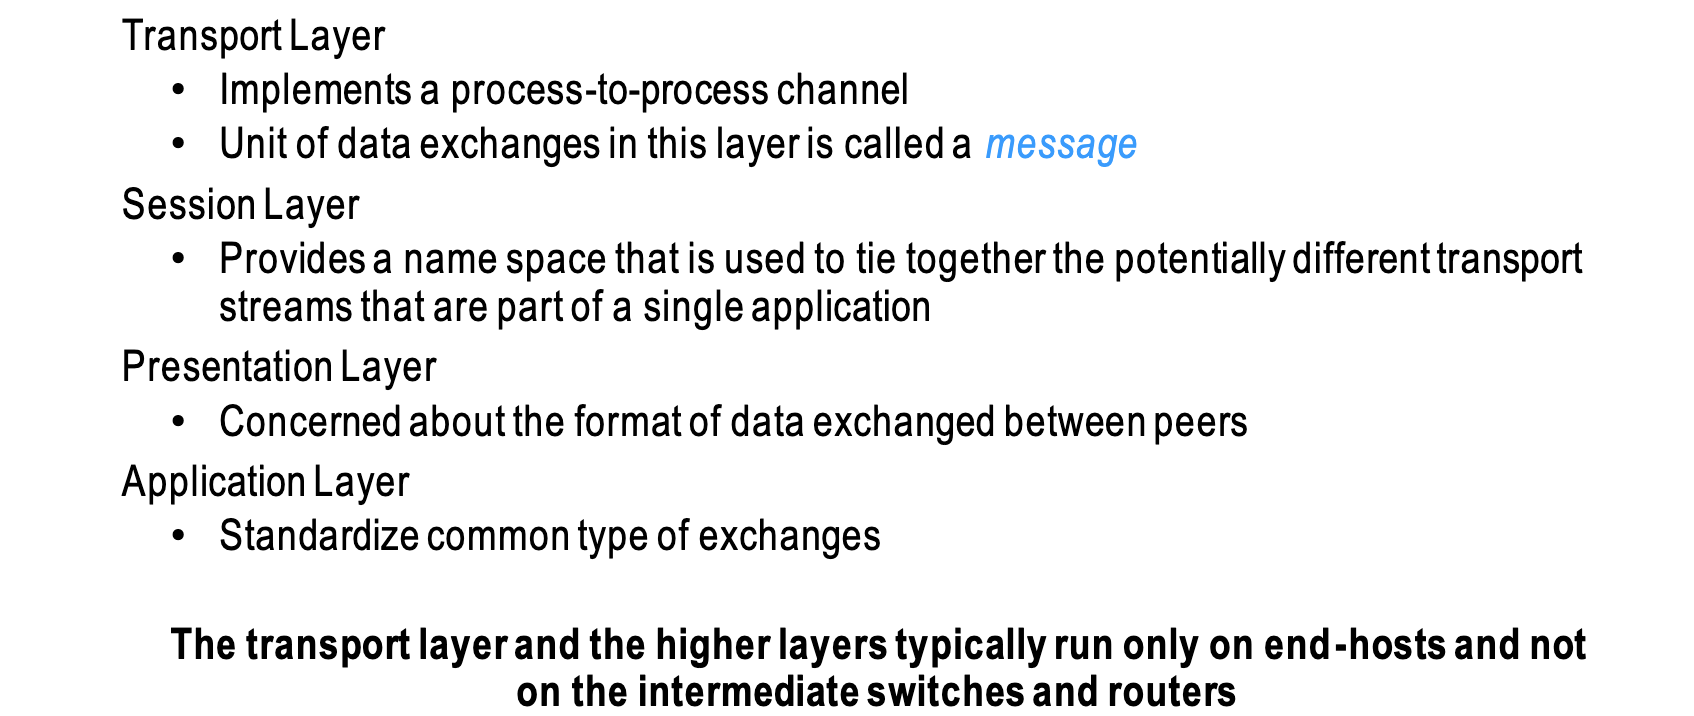 Transport Layer
• Implements a process-to-process channel
• Unit of data exchanges in this layer is called a message
Session Layer
• Provides a name space that is used to tie together the potentially different transport
streams that are part of a single application
Presentation Layer
• Concerned about the format of data exchanged between peers
Application Layer
• Standardize common type of exchanges
The transport layer and the higher layers typically run only on end-hosts and not
on the intermediate switches and routers